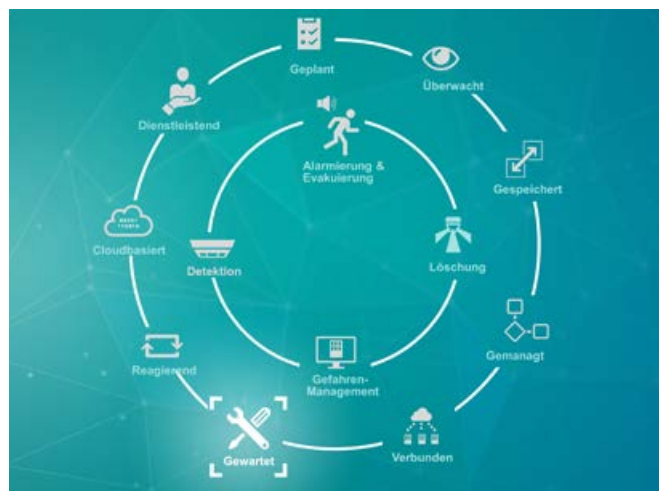 Geplant
Überwacht
Dienstleistend
Alarmierung &
Evakuierung
Gespeichert
Cloudbasiert
Detektion
Löschung
Gemanagt
Reagierend
Gefahren-
Management
Verbunden
Gewartet